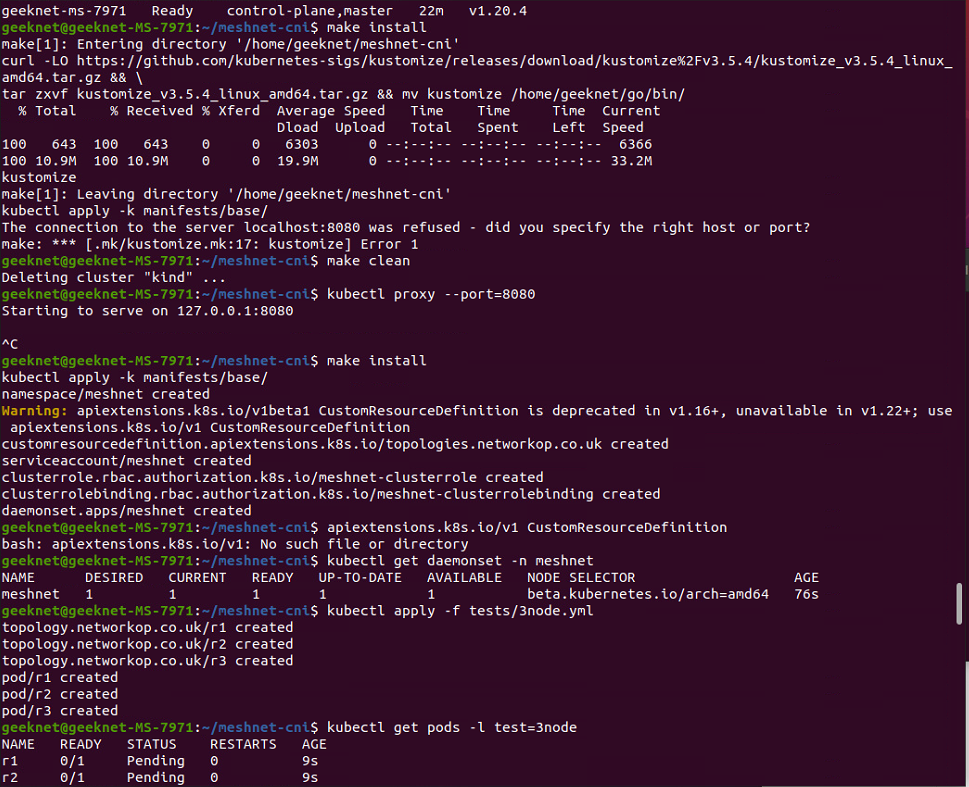 geeknet-ms-7971   Ready    control-plane,master   22m   v1.20.4
geeknet@geeknet-MS-7971:~/meshnet-cni$ make install
make[1]: Entering directory '/home/geeknet/meshnet-cni'
curl -LO https://github.com/kubernetes-sigs/kustomize/releases/download/kustomize%2Fv3.5.4/kustomize_v3.5.4_linux_
amd64.tar.gz && \
tar zxvf kustomize_v3.5.4_linux_amd64.tar.gz && mv kustomize /home/geeknet/go/bin/
  % Total    % Received % Xferd  Average Speed   Time    Time     Time  Current
                                 Dload  Upload   Total   Spent    Left  Speed
100   643  100   643    0     0   6303      0 --:--:-- --:--:-- --:--:--  6366
100 10.9M  100 10.9M    0     0  19.9M      0 --:--:-- --:--:-- --:--:-- 33.2M
kustomize
make[1]: Leaving directory '/home/geeknet/meshnet-cni'
kubectl apply -k manifests/base/
The connection to the server localhost:8080 was refused - did you specify the right host or port?
make: *** [.mk/kustomize.mk:17: kustomize] Error 1
geeknet@geeknet-MS-7971:~/meshnet-cni$ make clean
Deleting cluster "kind" ...
geeknet@geeknet-MS-7971:~/meshnet-cni$ kubectl proxy --port=8080
Starting to serve on 127.0.0.1:8080
^C
geeknet@geeknet-MS-7971:~/meshnet-cni$ make install
kubectl apply -k manifests/base/
namespace/meshnet created
Warning: apiextensions.k8s.io/v1beta1 CustomResourceDefinition is deprecated in v1.16+, unavailable in v1.22+; use
 apiextensions.k8s.io/v1 CustomResourceDefinition
customresourcedefinition.apiextensions.k8s.io/topologies.networkop.co.uk created
serviceaccount/meshnet created
clusterrole.rbac.authorization.k8s.io/meshnet-clusterrole created
clusterrolebinding.rbac.authorization.k8s.io/meshnet-clusterrolebinding created
daemonset.apps/meshnet created
geeknet@geeknet-MS-7971:~/meshnet-cni$ apiextensions.k8s.io/v1 CustomResourceDefinition
bash: apiextensions.k8s.io/v1: No such file or directory
geeknet@geeknet-MS-7971:~/meshnet-cni$ kubectl get daemonset -n meshnet
NAME      DESIRED   CURRENT   READY   UP-TO-DATE   AVAILABLE   NODE SELECTOR                   AGE
meshnet   1         1         1       1            1           beta.kubernetes.io/arch=amd64   76s
geeknet@geeknet-MS-7971:~/meshnet-cni$ kubectl apply -f tests/3node.yml
topology.networkop.co.uk/r1 created
topology.networkop.co.uk/r2 created
topology.networkop.co.uk/r3 created
pod/r1 created
pod/r2 created
pod/r3 created
geeknet@geeknet-MS-7971:~/meshnet-cni$ kubectl get pods -l test=3node
NAME   READY   STATUS    RESTARTS   AGE
r1     0/1     Pending   0          9s
r2     0/1     Pending   0          9s